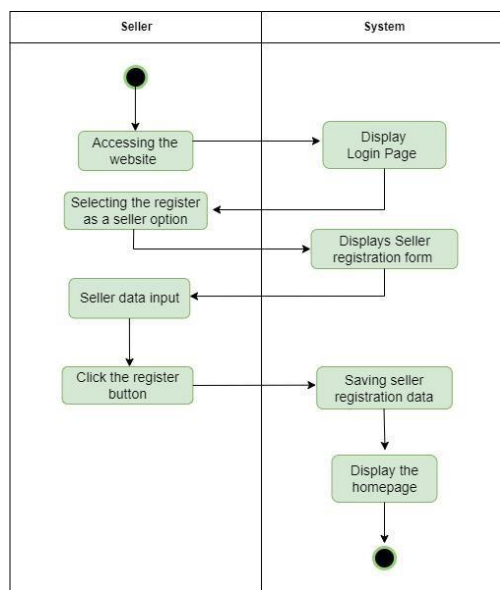 Seller
System
Accessing the
website
Display
Login Page
Selecting the register
as a seller option
Displays Seller
registration form
Seller data input
Click the register
button
Saving seller
registration data
Display the
homepage